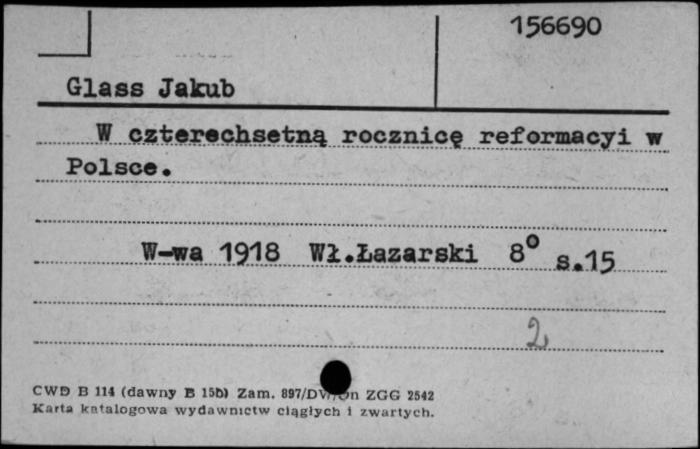 156690
Glass Jakub
W czterechsetną rocznicę reformacyi w
Polsce.
W-wa 1918 Wł.Łazarski 8° s.15
2
CWD B 114 (dawny B 15b) Zam. 897/ ZGG 2542
Karta katalogowa wydawnictw ciągłych i zwartych.